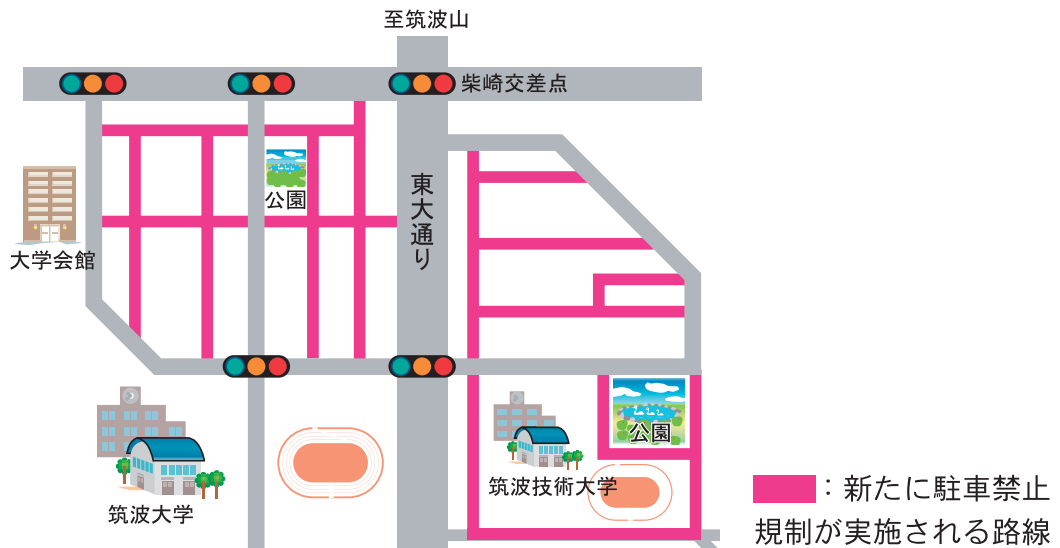 至筑波山
柴崎交差点
公園
東大通り
大学会館
公園
筑波技術大学
筑波大学
：新たに駐車禁止
規制が実施される路線